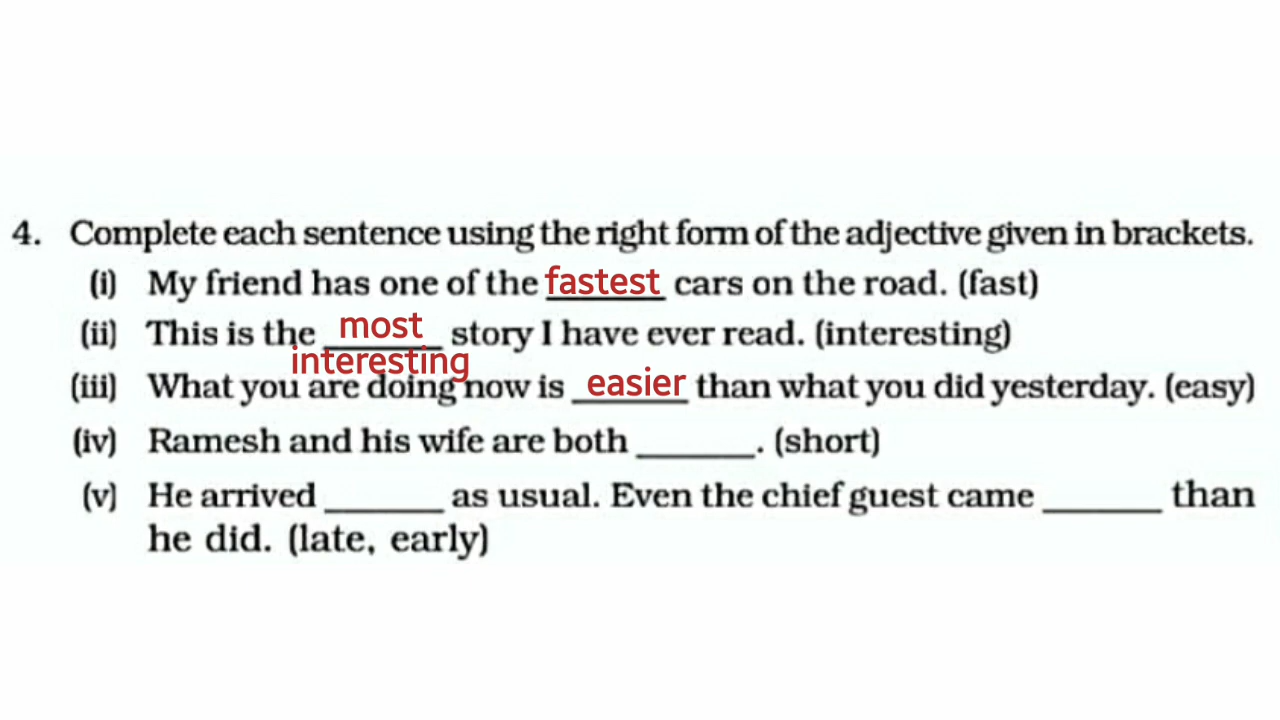 4. Complete each sentence using the right form of the adjective given in brackets.
(i) My friend has one of the fastest cars on the road. (fast)
(ii) This is the most story I have ever read. (interesting)
interesting
(iii) What you are doing now is easier than what you did yesterday. (easy)
(iv) Ramesh and his wife are both ______. (short)
(v) He arrived ______ as usual. Even the chief guest came ______ than
he did. (late, early)